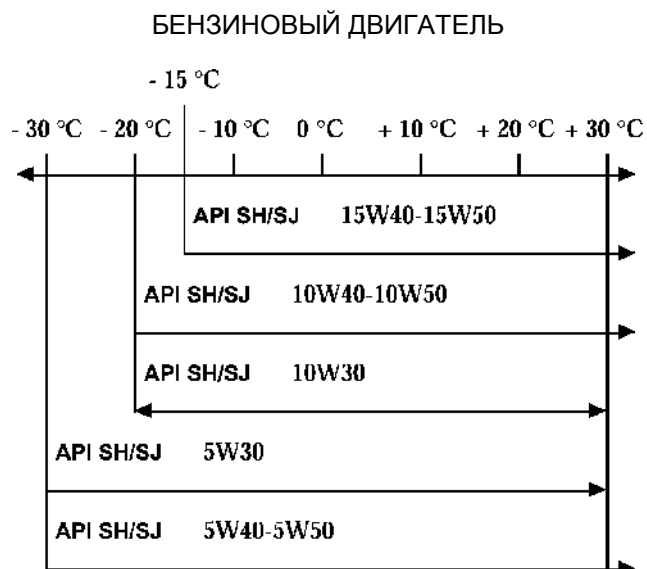 БЕНЗИНОВЫЙ ДВИГАТЕЛЬ
- 15 °C
- 30 °C - 20 °C - 10 °C 0 °C + 10 °C + 20 °C + 30 °C
API SH/SJ 15W40-15W50
API SH/SJ 10W40-10W50
API SH/SJ 10W30
API SH/SJ 5W30
API SH/SJ 5W40-5W50